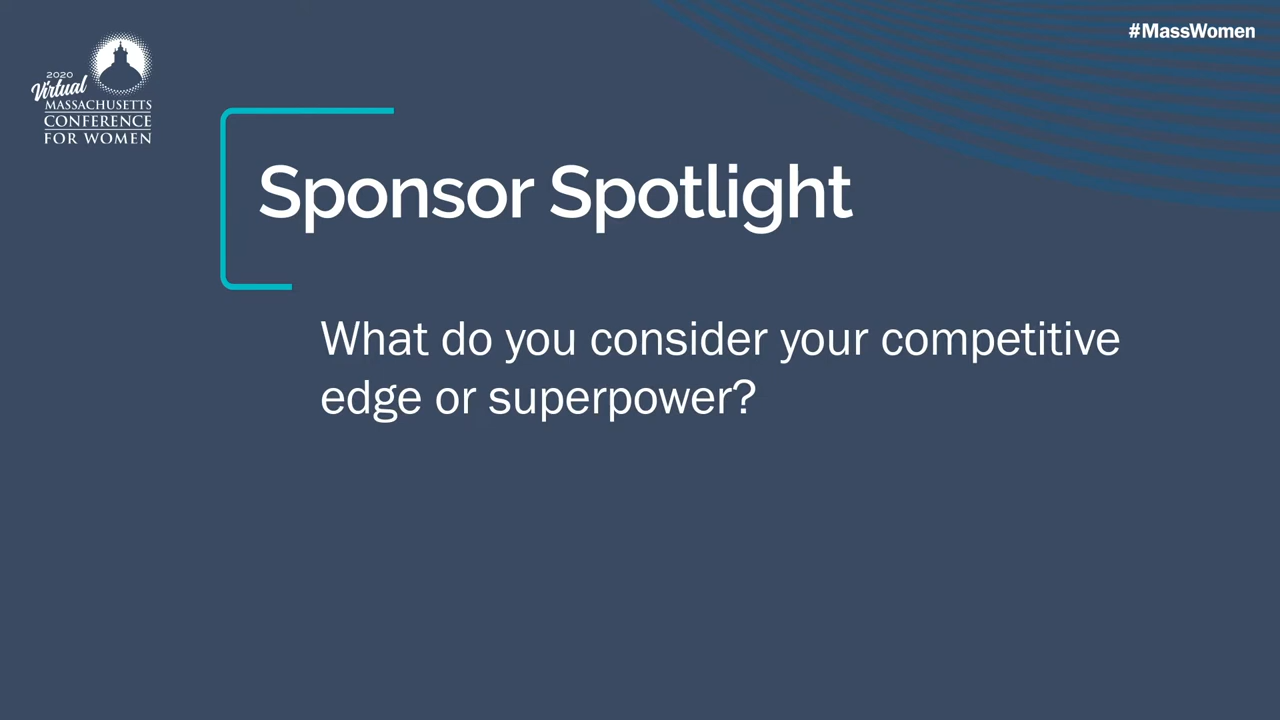 #MassWomen
2020
Virtual
MASSACHUSETTS
CONFERENCE
FOR WOMEN
Sponsor Spotlight
What do you consider your competitive
edge or superpower?